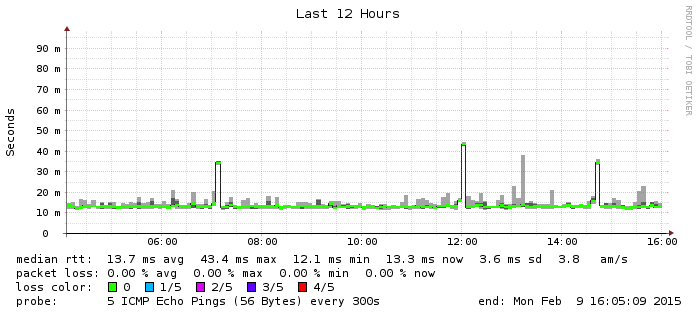 Last 12 Hours
RRDTOOL / TOBI OETIKER
Seconds
90 m
80 m
70 m
60 m
50 m
40 m
30 m
20 m
10 m
0
06:00 08:00 10:00 12:00 14:00 16:00
median rtt: 13.7 ms avg 43.4 ms max 12.1 ms min 13.3 ms now 3.6 ms sd 3.8 am/s
packet loss: 0.00 % avg 0.00 % max 0.00 % min 0.00 % now
loss color: 0 1/5 2/5 3/5 4/5
probe: 5 ICMP Echo Pings (56 Bytes) every 300s end: Mon Feb 9 16:05:09 2015